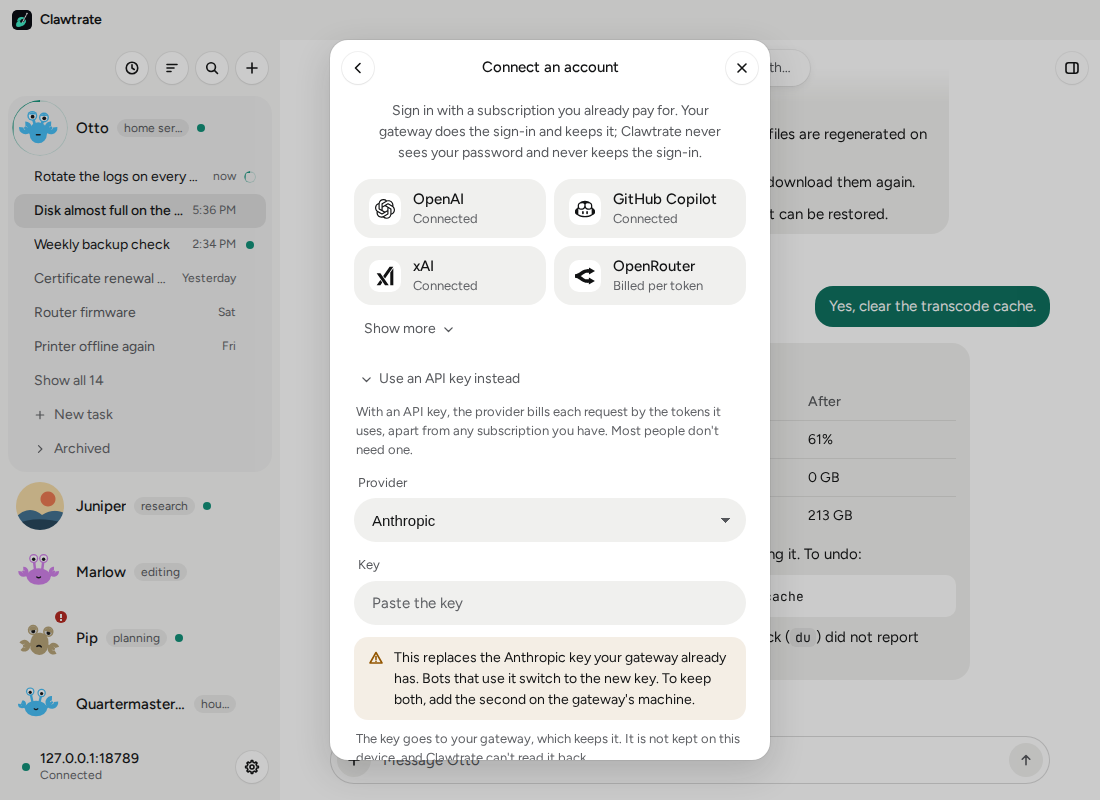 Clawtrate
Otto
home ser...
Rotate the logs on every ...
now
Disk almost full on the ...
5:36 PM
Weekly backup check
2:34 PM
Certificate renewal ...
Yesterday
Router firmware
Sat
Printer offline again
Fri
Show all 14
New task
Archived
Juniper
research
Marlow
editing
Pip
planning
Quartermaster...
hou...
127.0.0.1:18789
Connected
Connect an account
Sign in with a subscription you already pay for. Your
gateway does the sign-in and keeps it; Clawtrate never
sees your password and never keeps the sign-in.
OpenAI
Connected
GitHub Copilot
Connected
xAI
Connected
OpenRouter
Billed per token
Show more
Use an API key instead
With an API key, the provider bills each request by the tokens it
uses, apart from any subscription you have. Most people don't
need one.
Provider
Anthropic
Key
Paste the key
This replaces the Anthropic key your gateway already
has. Bots that use it switch to the new key. To keep
both, add the second on the gateway's machine.
The key goes to your gateway, which keeps it. It is not kept on this
device, and Clawtrate can't read it back.
th...
files are regenerated on
download them again.
t can be restored.
Yes, clear the transcode cache.
After
61%
0 GB
213 GB
ng it. To undo:
cache
ck ( du ) did not report
Message Otto